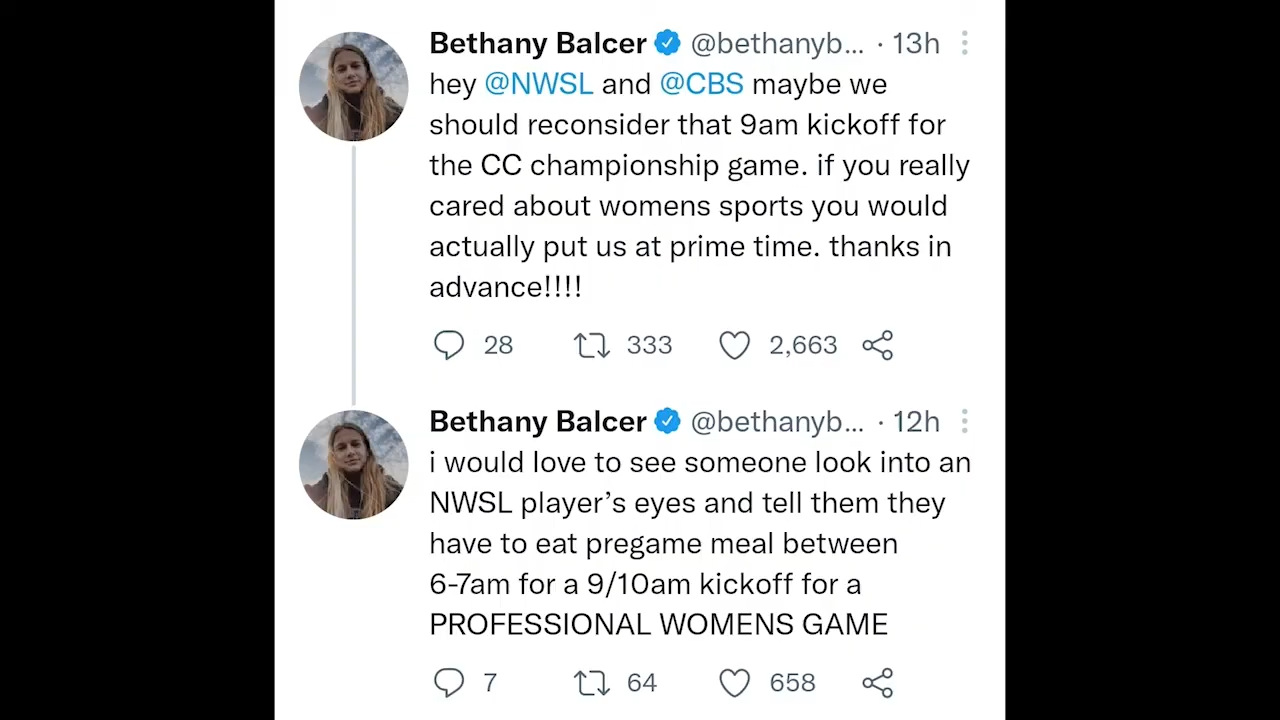 Bethany Balcer @bethanyb... · 13h
hey @NWSL and @CBS maybe we
should reconsider that 9am kickoff for
the CC championship game. if you really
cared about womens sports you would
actually put us at prime time. thanks in
advance!!!!
28 333 2,663
Bethany Balcer @bethanyb... · 12h
i would love to see someone look into an
NWSL player’s eyes and tell them they
have to eat pregame meal between
6-7am for a 9/10am kickoff for a
PROFESSIONAL WOMENS GAME
7 64 658